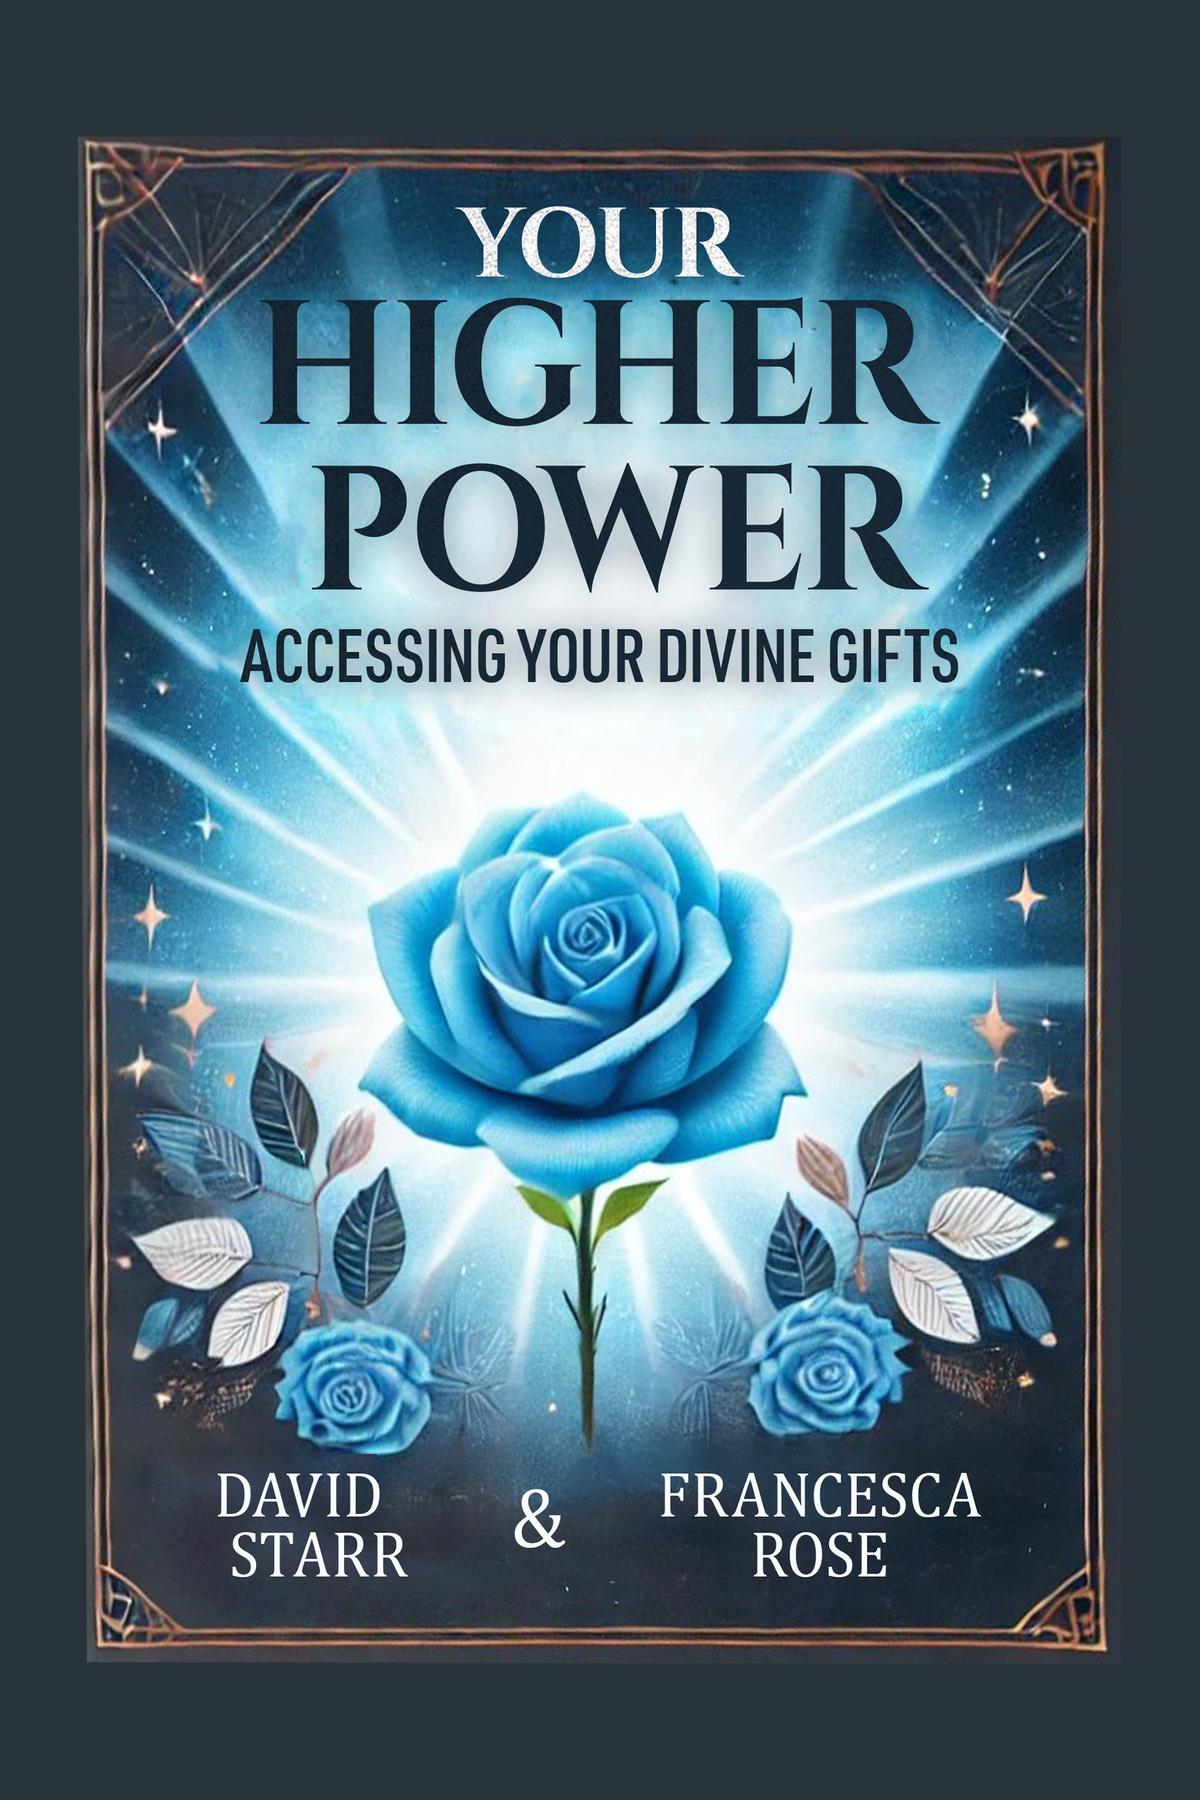 YOUR
HIGHER
POWER
ACCESSING YOUR DIVINE GIFTS
DAVID
STARR
&
FRANCESCA
ROSE